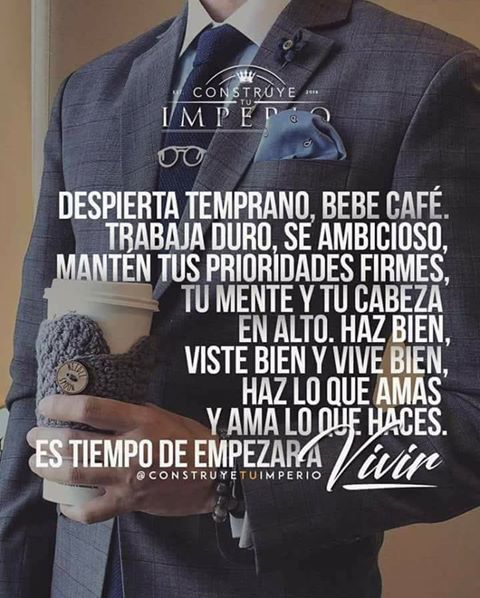 EST. 2014
CONSTRUYE
TU
IMPERIO
DESPIERTA TEMPRANO, BEBE CAFÉ.
TRABAJA DURO, SE AMBICIOSO,
MANTÉN TUS PRIORIDADES FIRMES,
TU MENTE Y TU CABEZA
EN ALTO. HAZ BIEN,
VISTE BIEN Y VIVE BIEN,
HAZ LO QUE AMAS
Y AMA LO QUE HACES.
ES TIEMPO DE EMPEZAR A Vivir
@CONSTRUYETUIMPERIO